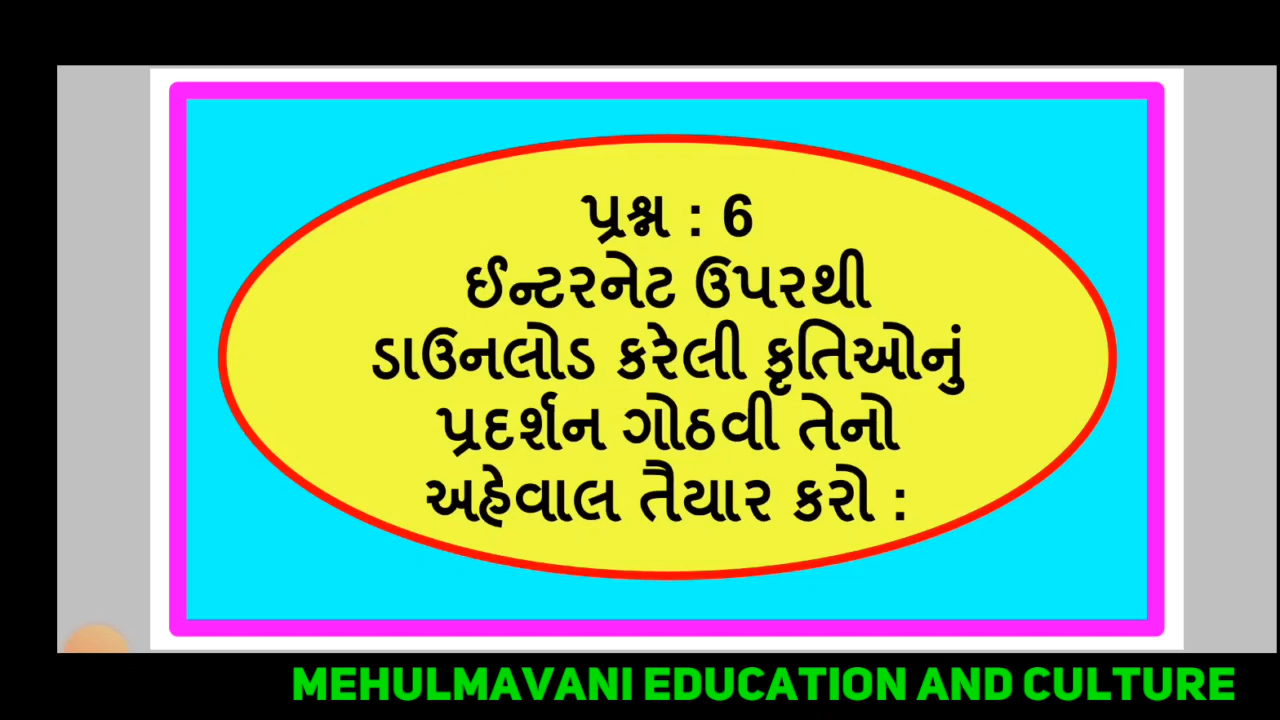 પ્રશ્ન : 6
ઈન્ટરનેટ ઉપરથી
ડાઉનલોડ કરેલી કૃતિઓનું
પ્રદર્શન ગોઠવી તેનો
અહેવાલ તૈયાર કરો :
MEHULMAVANI EDUCATION AND CULTURE